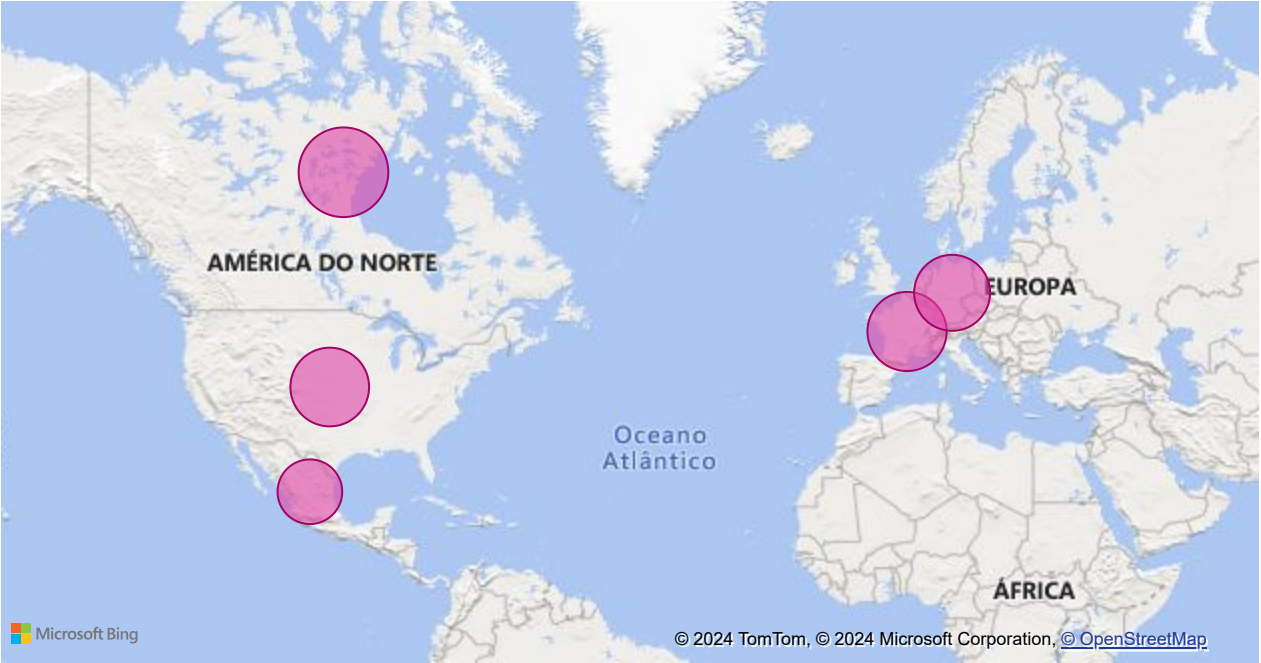 AMÉRICA DO NORTE
EUROPA
Oceano
Atlântico
ÁFRICA
Microsoft Bing
© 2024 TomTom, © 2024 Microsoft Corporation, © OpenStreetMap